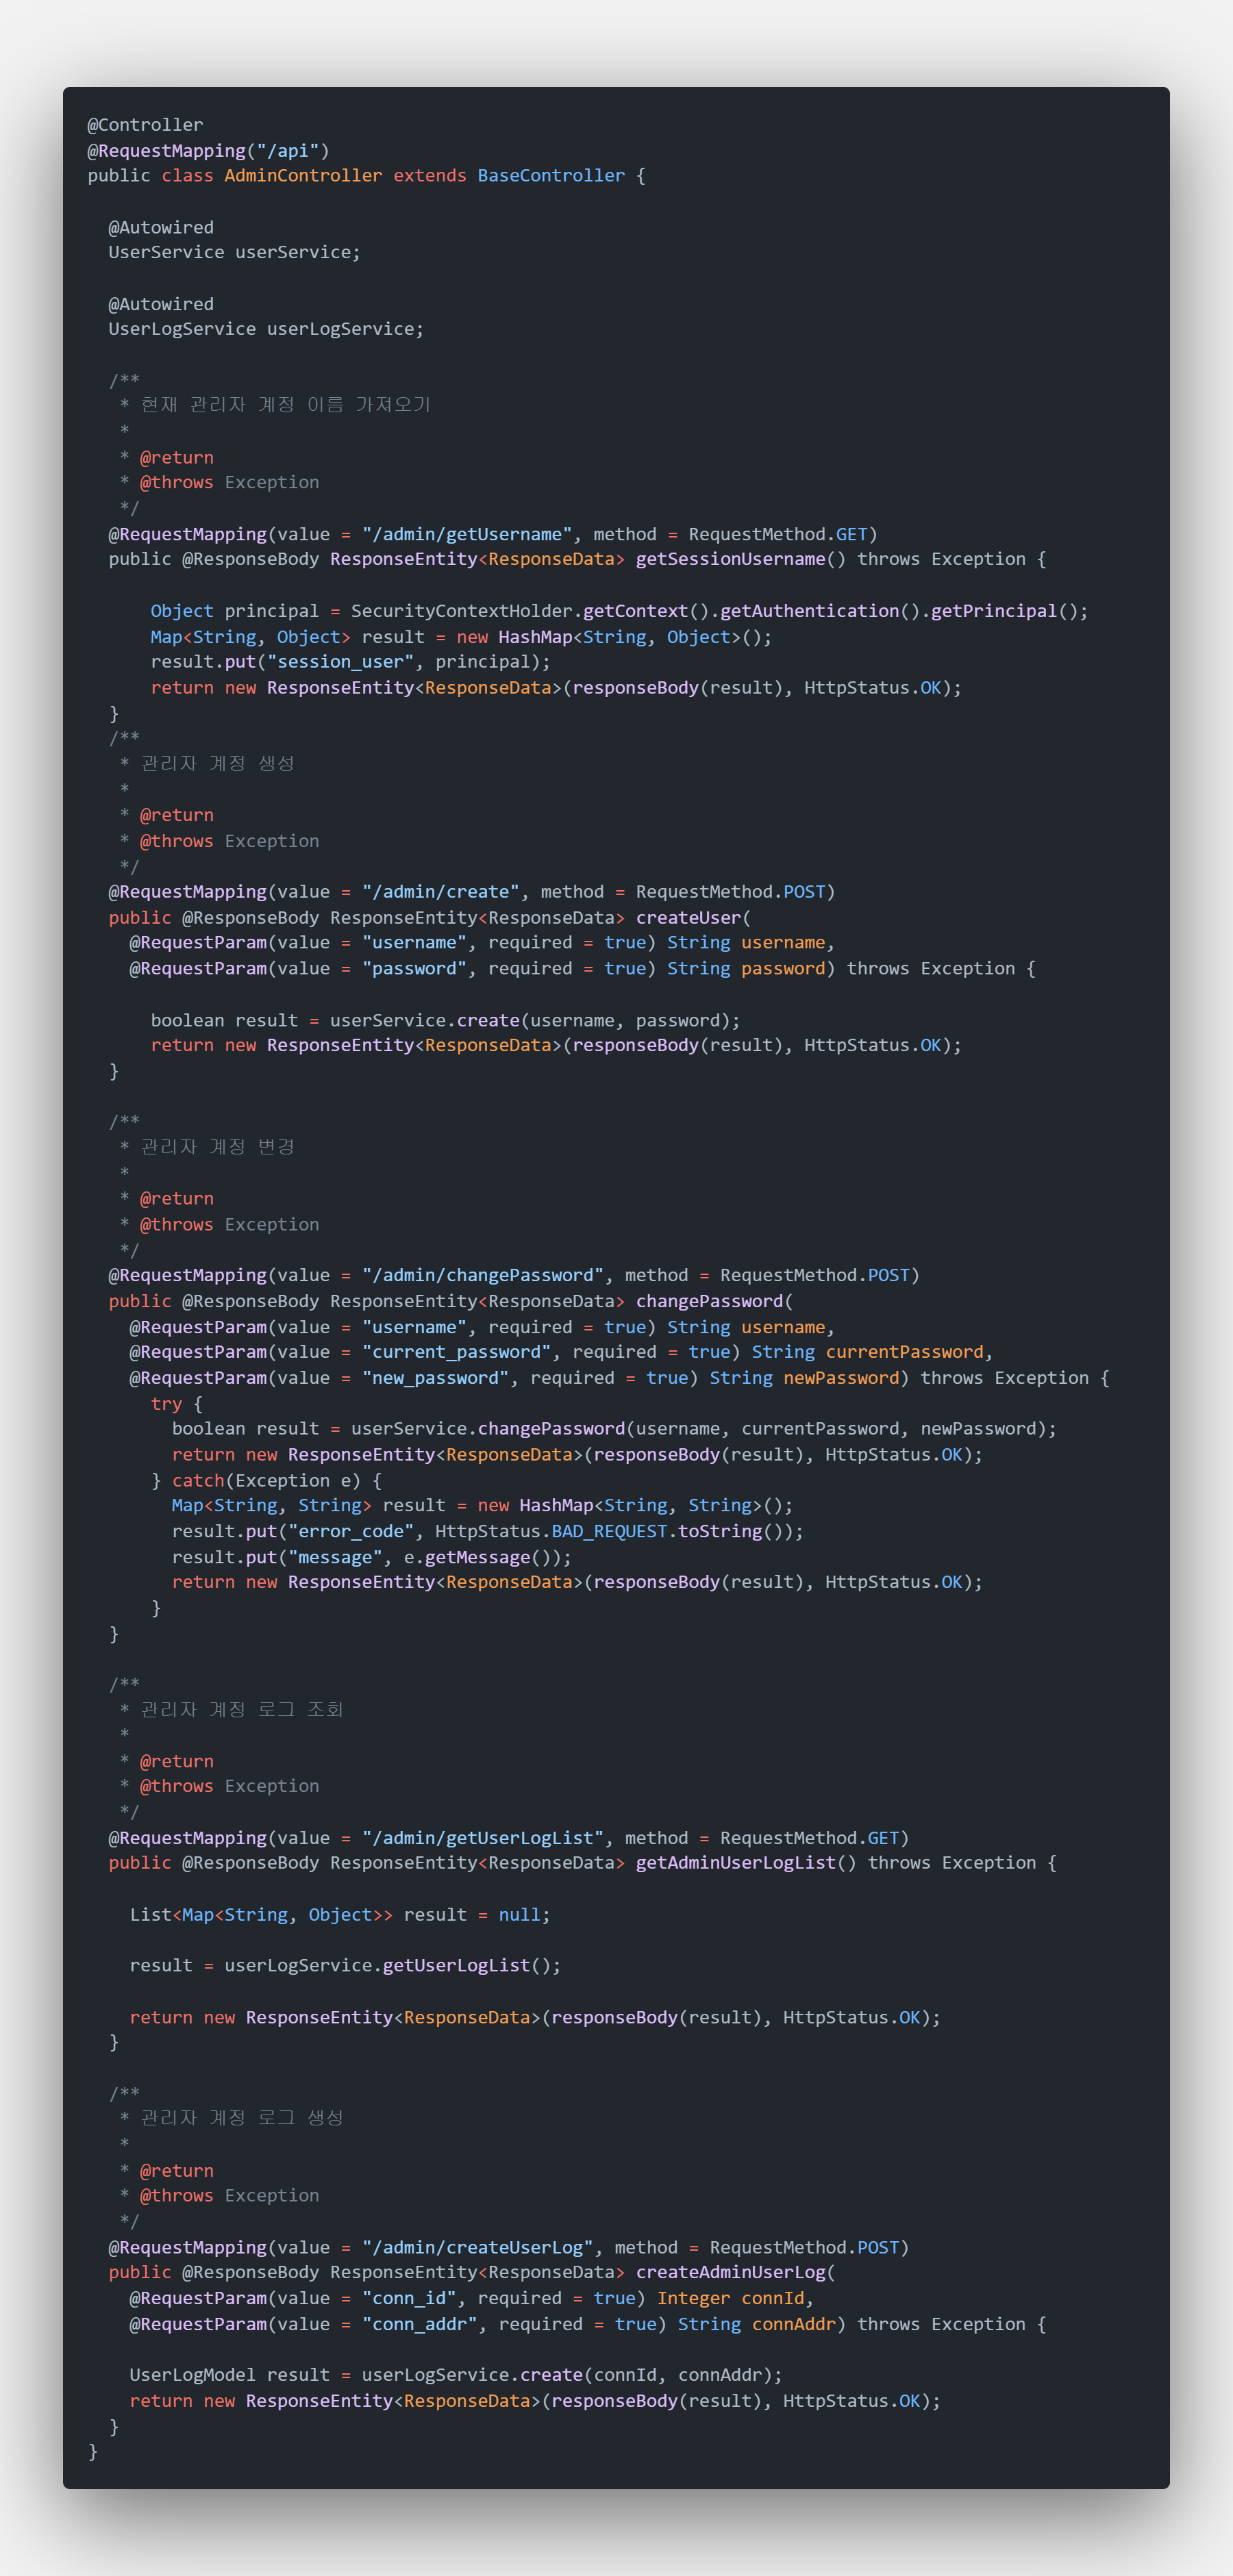 @Controller
@RequestMapping("/api")
public class AdminController extends BaseController {
@Autowired
UserService userService;
@Autowired
UserLogService userLogService;
/**
* 현재 관리자 계정 이름 가져오기
*
* @return
* @throws Exception
*/
@RequestMapping(value = "/admin/getUsername", method = RequestMethod.GET)
public @ResponseBody ResponseEntity<ResponseData> getSessionUsername() throws Exception {
Object principal = SecurityContextHolder.getContext().getAuthentication().getPrincipal();
Map<String, Object> result = new HashMap<String, Object>();
result.put("session_user", principal);
return new ResponseEntity<ResponseData>(responseBody(result), HttpStatus.OK);
}
/**
* 관리자 계정 생성
*
* @return
* @throws Exception
*/
@RequestMapping(value = "/admin/create", method = RequestMethod.POST)
public @ResponseBody ResponseEntity<ResponseData> createUser(
@RequestParam(value = "username", required = true) String username,
@RequestParam(value = "password", required = true) String password) throws Exception {
boolean result = userService.create(username, password);
return new ResponseEntity<ResponseData>(responseBody(result), HttpStatus.OK);
}
/**
* 관리자 계정 변경
*
* @return
* @throws Exception
*/
@RequestMapping(value = "/admin/changePassword", method = RequestMethod.POST)
public @ResponseBody ResponseEntity<ResponseData> changePassword(
@RequestParam(value = "username", required = true) String username,
@RequestParam(value = "current_password", required = true) String currentPassword,
@RequestParam(value = "new_password", required = true) String newPassword) throws Exception {
try {
boolean result = userService.changePassword(username, currentPassword, newPassword);
return new ResponseEntity<ResponseData>(responseBody(result), HttpStatus.OK);
} catch(Exception e) {
Map<String, String> result = new HashMap<String, String>();
result.put("error_code", HttpStatus.BAD_REQUEST.toString());
result.put("message", e.getMessage());
return new ResponseEntity<ResponseData>(responseBody(result), HttpStatus.OK);
}
}
/**
* 관리자 계정 로그 조회
*
* @return
* @throws Exception
*/
@RequestMapping(value = "/admin/getUserLogList", method = RequestMethod.GET)
public @ResponseBody ResponseEntity<ResponseData> getAdminUserLogList() throws Exception {
List<Map<String, Object>> result = null;
result = userLogService.getUserLogList();
return new ResponseEntity<ResponseData>(responseBody(result), HttpStatus.OK);
}
/**
* 관리자 계정 로그 생성
*
* @return
* @throws Exception
*/
@RequestMapping(value = "/admin/createUserLog", method = RequestMethod.POST)
public @ResponseBody ResponseEntity<ResponseData> createAdminUserLog(
@RequestParam(value = "conn_id", required = true) Integer connId,
@RequestParam(value = "conn_addr", required = true) String connAddr) throws Exception {
UserLogModel result = userLogService.create(connId, connAddr);
return new ResponseEntity<ResponseData>(responseBody(result), HttpStatus.OK);
}
}